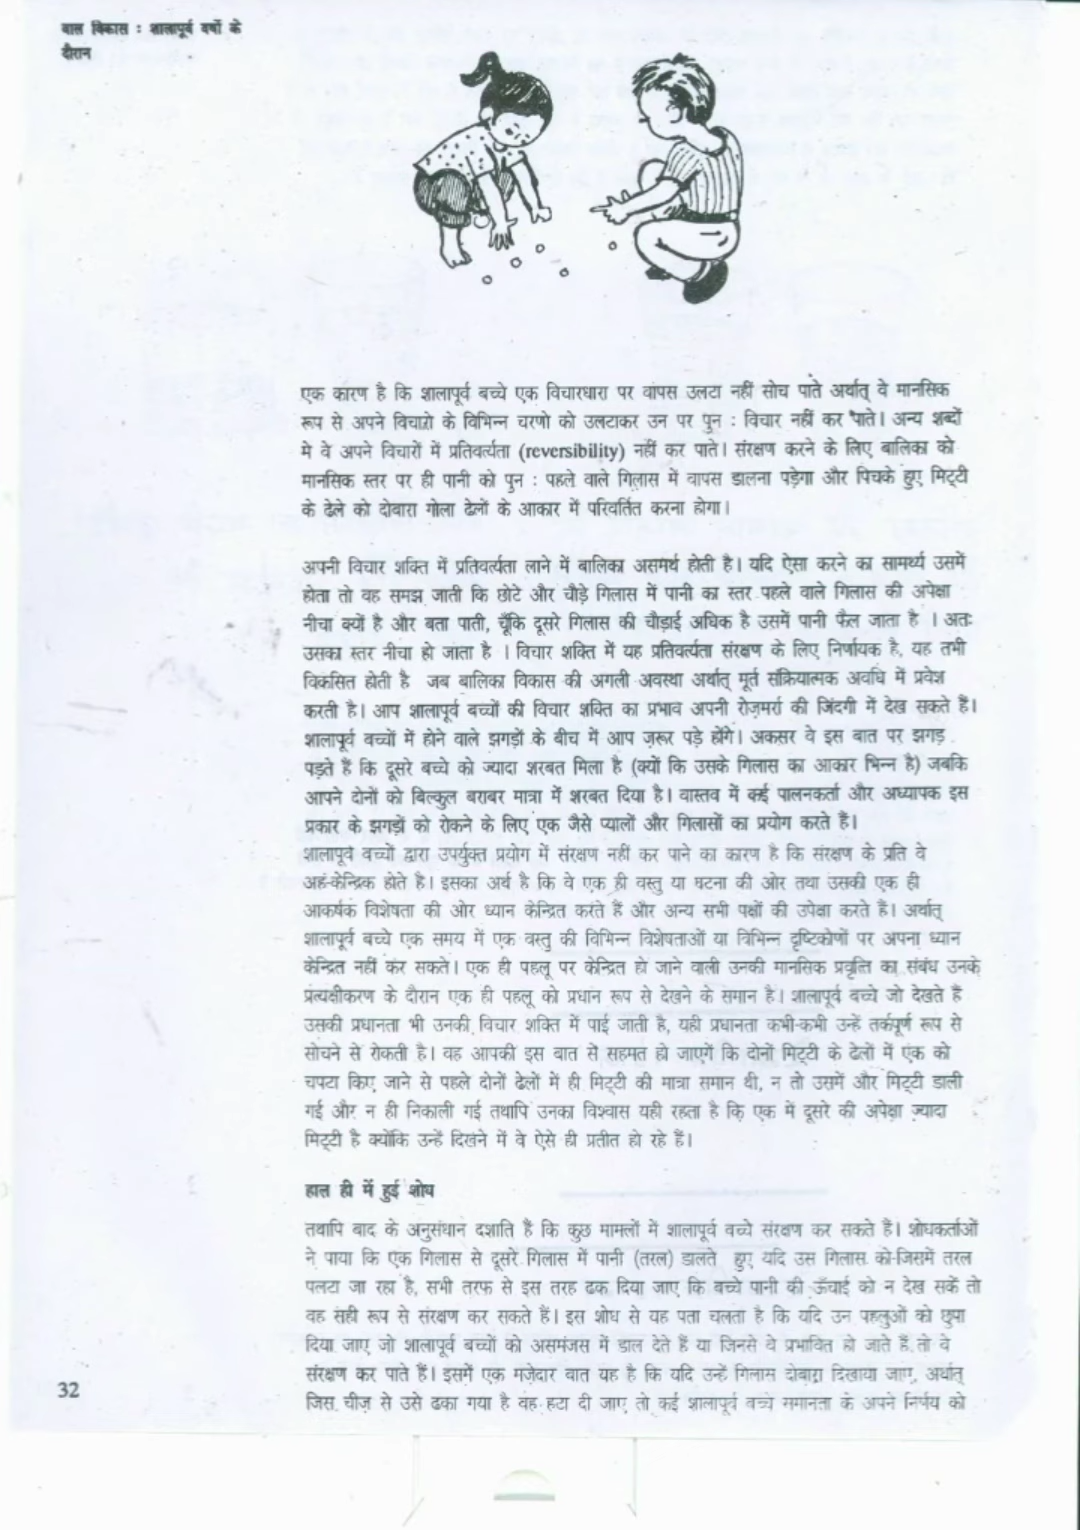 बाल विकास : शालापूर्व वर्षों के
दौरान
एक कारण है कि शालापूर्व बच्चे एक विचारधारा पर वापस उलटा नहीं सोच पाते अर्थात् वे मानसिक
रूप से अपने विचारो के विभिन्न चरणो को उलटाकर उन पर पुन : विचार नहीं कर पाते। अन्य शब्दों
मे वे अपने विचारों में प्रतिवर्त्यता (reversibility) नहीं कर पाते। संरक्षण करने के लिए बालिका को
मानसिक स्तर पर ही पानी को पुन : पहले वाले गिलास मे वापस डालना पड़ेगा और पिचके हुए मिट्टी
के ढेले को दोबारा गोला ढेलों के आकार में परिवर्तित करना होगा।
अपनी विचार शक्ति में प्रतिवर्त्यता लाने में बालिका असमर्थ होती है। यदि ऐसा करने का सामर्थ्य उसमें
होता तो वह समझ जाती कि छोटे और चौड़े गिलास में पानी का स्तर पहले वाले गिलास की अपेक्षा
नीचा क्यों है और बता पाती, चूँकि दूसरे गिलास की चौड़ाई अधिक है उसमें पानी फैल जाता है । अतः
उसका स्तर नीचा हो जाता है । विचार शक्ति में यह प्रतिवर्त्यता संरक्षण के लिए निर्णायक है, यह तभी
विकसित होती है जब बालिका विकास की अगली अवस्था अर्थात् मूर्त संक्रियात्मक अवधि में प्रवेश
करती है। आप शालापूर्व बच्चों की विचार शक्ति का प्रभाव अपनी रोज़मर्रा की जिंदगी में देख सकते हैं।
शालापूर्व बच्चों में होने वाले झगड़ों के बीच में आप ज़रूर पड़े होंगे। अकसर वे इस बात पर झगड़
पड़ते हैं कि दूसरे बच्चे को ज्यादा शरबत मिला है (क्यों कि उसके गिलास का आकार भिन्न है) जबकि
आपने दोनों को बिल्कुल बराबर मात्रा में शरबत दिया है। वास्तव में कई पालनकर्ता और अध्यापक इस
प्रकार के झगड़ों को रोकने के लिए एक जैसे प्यालों और गिलासों का प्रयोग करते हैं।
शालापूर्व बच्चों द्वारा उपर्युक्त प्रयोग में संरक्षण नहीं कर पाने का कारण है कि संरक्षण के प्रति वे
अहं-केन्द्रिक होते है। इसका अर्थ है कि वे एक ही वस्तु या घटना की ओर तथा उसकी एक ही
आकर्षक विशेषता की ओर ध्यान केन्द्रित करते हैं और अन्य सभी पक्षों की उपेक्षा करते है। अर्थात्
शालापूर्व बच्चे एक समय में एक वस्तु की विभिन्न विशेषताओं या विभिन्न दृष्टिकोणों पर अपना ध्यान
केन्द्रित नहीं कर सकते। एक ही पहलू पर केन्द्रित हो जाने वाली उनकी मानसिक प्रवृत्ति का संबंध उनके
प्रत्यक्षीकरण के दौरान एक ही पहलू को प्रधान रूप से देखने के समान है। शालापूर्व बच्चे जो देखते हैं
उसकी प्रधानता भी उनकी विचार शक्ति में पाई जाती है, यही प्रधानता कभी-कभी उन्हें तर्कपूर्ण रूप से
सोचने से रोकती है। वह आपकी इस बात से सहमत हो जाएगें कि दोनों मिट्टी के ढेलों में एक को
चपटा किए जाने से पहले दोनों ढेलों में ही मिट्टी की मात्रा समान थी, न तो उसमें और मिट्टी डाली
गई और न ही निकाली गई तथापि उनका विश्वास यही रहता है कि एक में दूसरे की अपेक्षा ज़्यादा
मिट्टी है क्योंकि उन्हें दिखने में वे ऐसे ही प्रतीत हो रहे हैं।
हाल ही में हुई शोध
तथापि बाद के अनुसंधान दर्शाते हैं कि कुछ मामलों में शालापूर्व बच्चे संरक्षण कर सकते हैं। शोधकर्ताओं
ने पाया कि एक गिलास से दूसरे गिलास में पानी (तरल) डालते हुए यदि उस गिलास को-जिसमें तरल
पलटा जा रहा है, सभी तरफ से इस तरह ढक दिया जाए कि बच्चे पानी की ऊँचाई को न देख सकें तो
वह सही रूप से संरक्षण कर सकते हैं। इस शोध से यह पता चलता है कि यदि उन पहलुओं को छुपा
दिया जाए जो शालापूर्व बच्चों को असमंजस में डाल देते हैं या जिनसे वे प्रभावित हो जाते हैं, तो वे
संरक्षण कर पाते हैं। इसमें एक मज़ेदार बात यह है कि यदि उन्हें गिलास दोबारा दिखाया जाए, अर्थात्
जिस चीज़ से उसे ढका गया है वह हटा दी जाए तो कई शालापूर्व बच्चे समानता के अपने निर्णय को
32